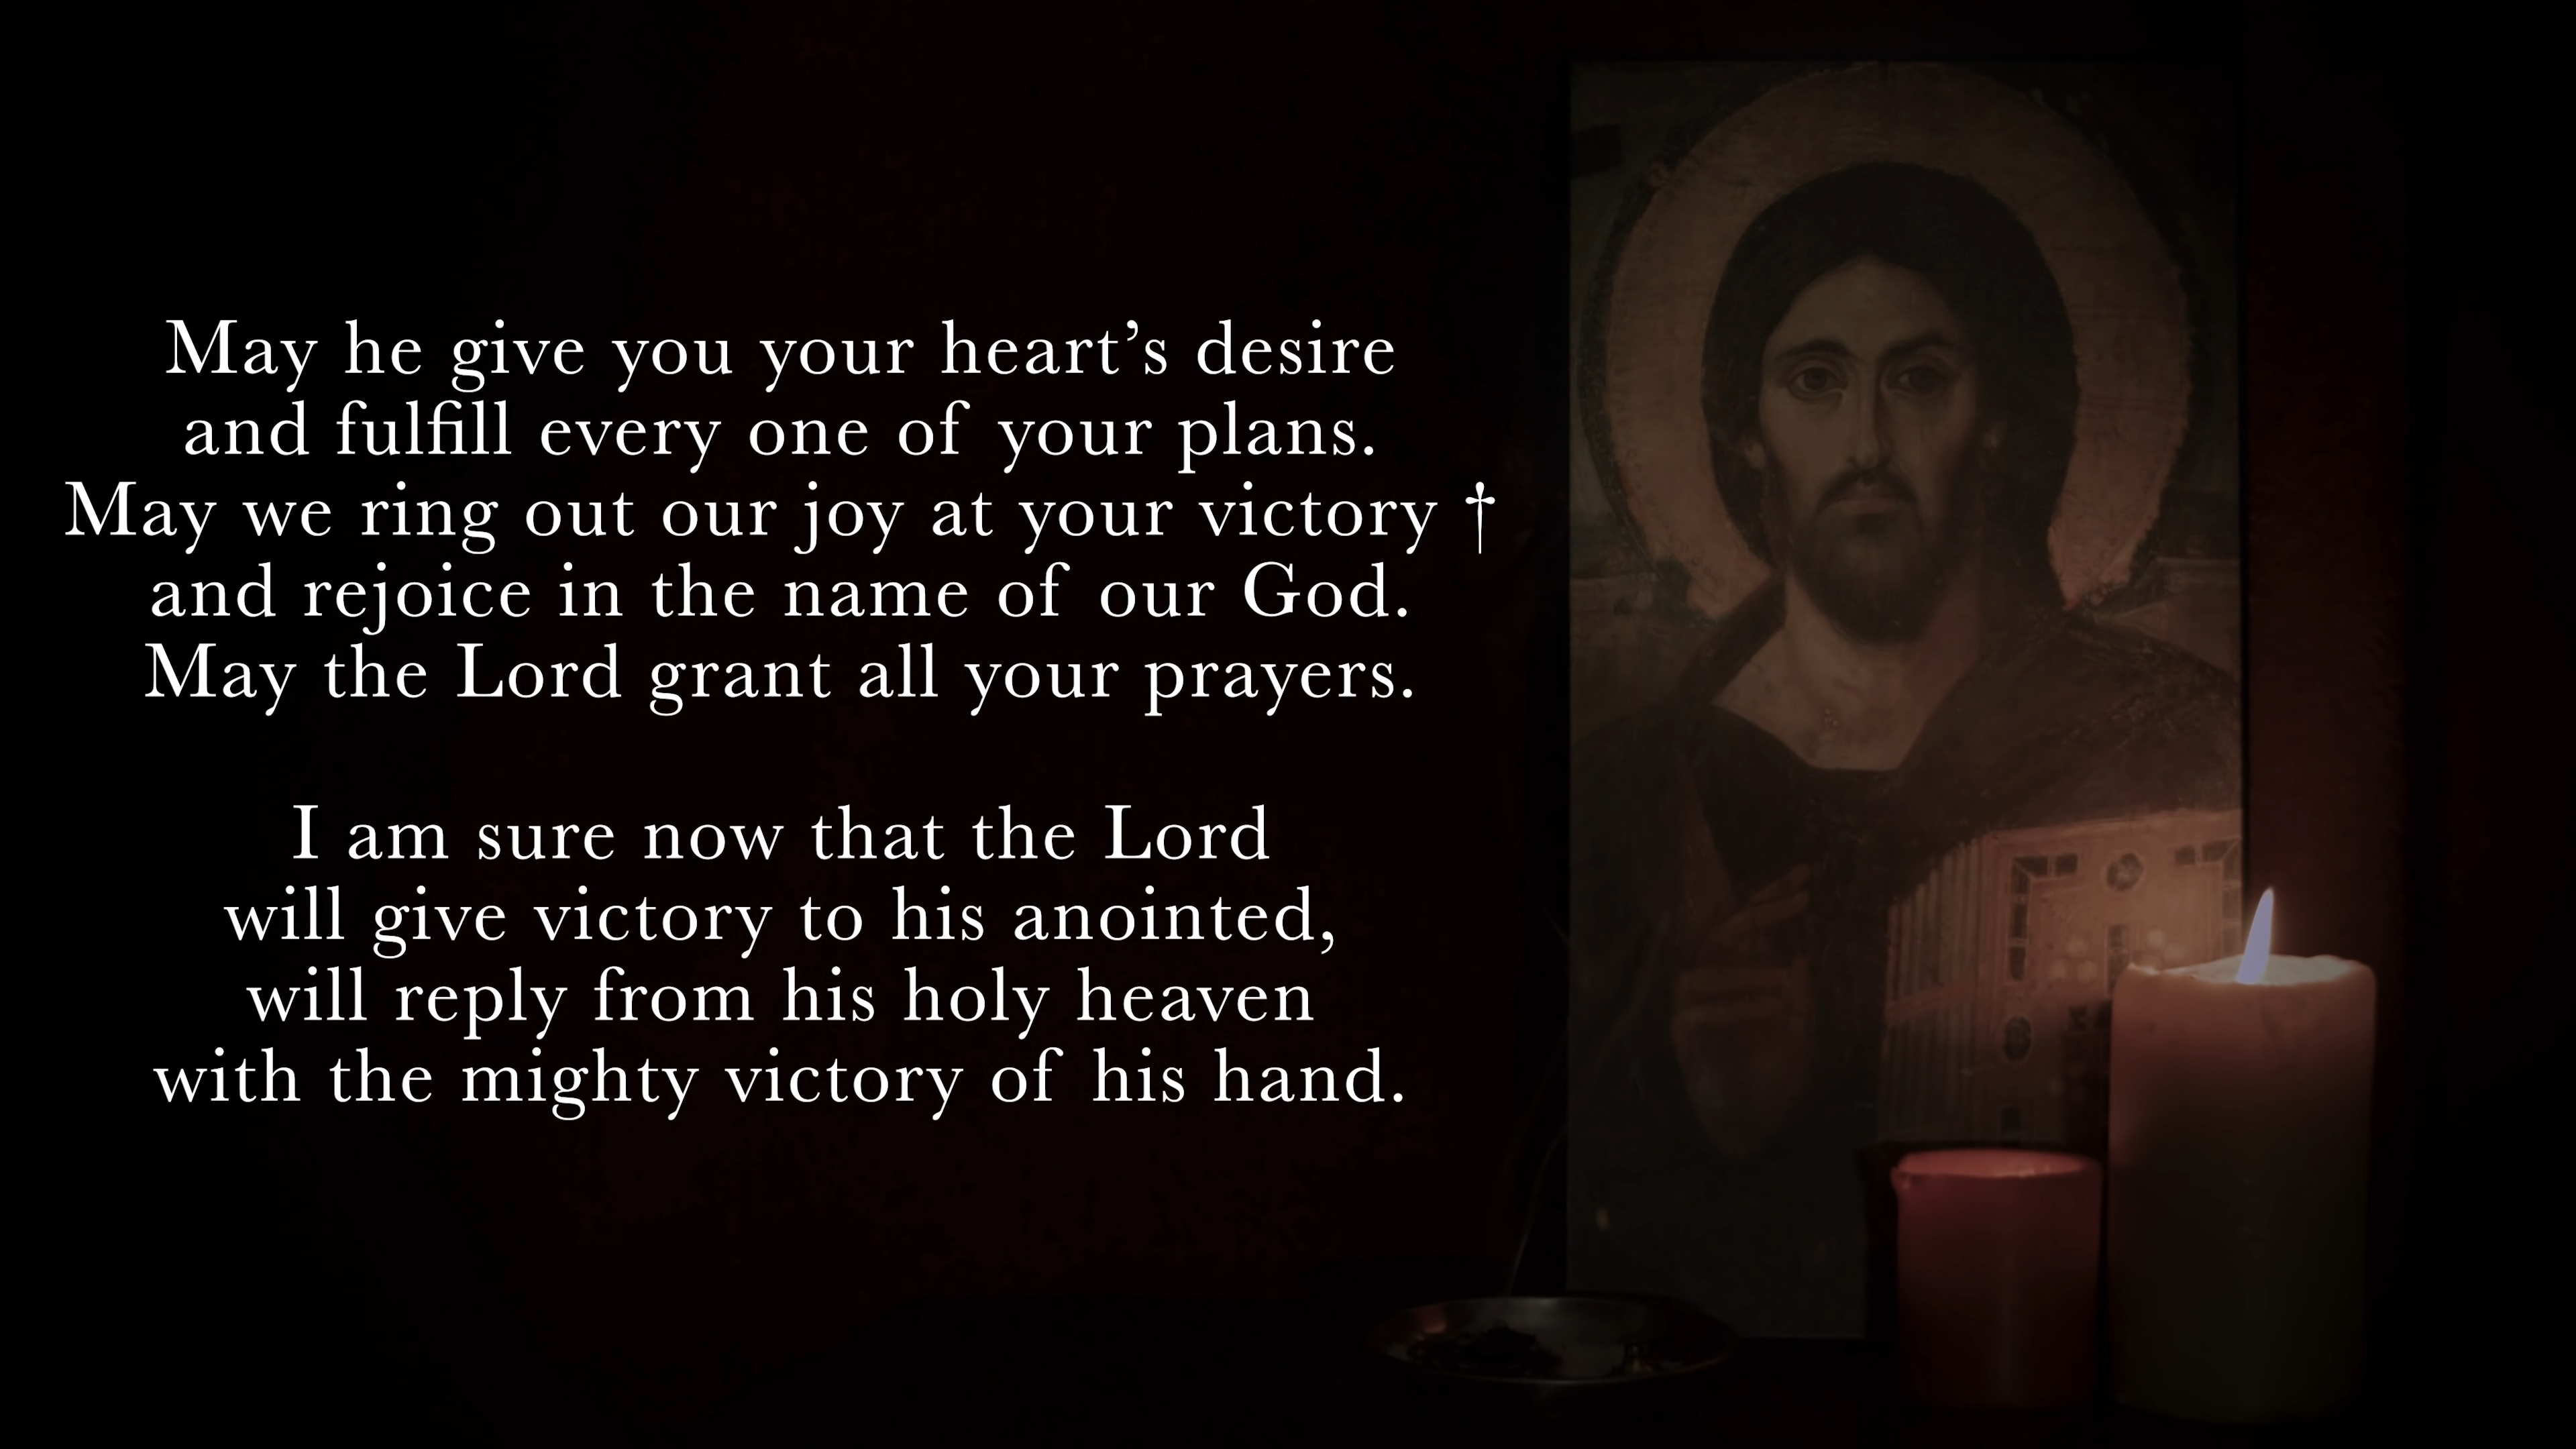 May he give you your heart’s desire
and fulfill every one of your plans.
May we ring out our joy at your victory †
and rejoice in the name of our God.
May the Lord grant all your prayers.
I am sure now that the Lord
will give victory to his anointed,
will reply from his holy heaven
with the mighty victory of his hand.